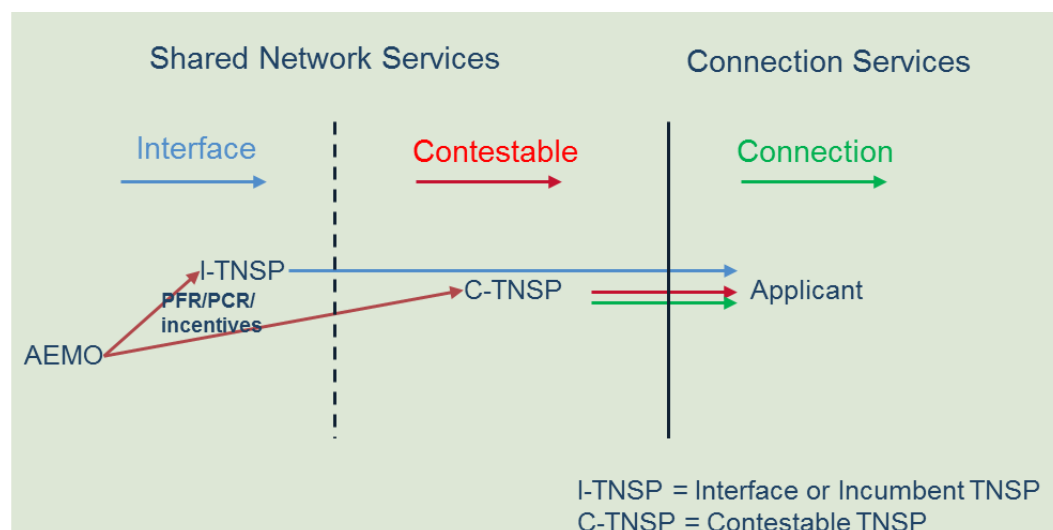 Shared Network Services
Connection Services
Interface
Contestable
Connection
I-TNSP
PFR/PCR/
incentives
C-TNSP
Applicant
AEMO
I-TNSP = Interface or Incumbent TNSP
C-TNSP = Contestable TNSP